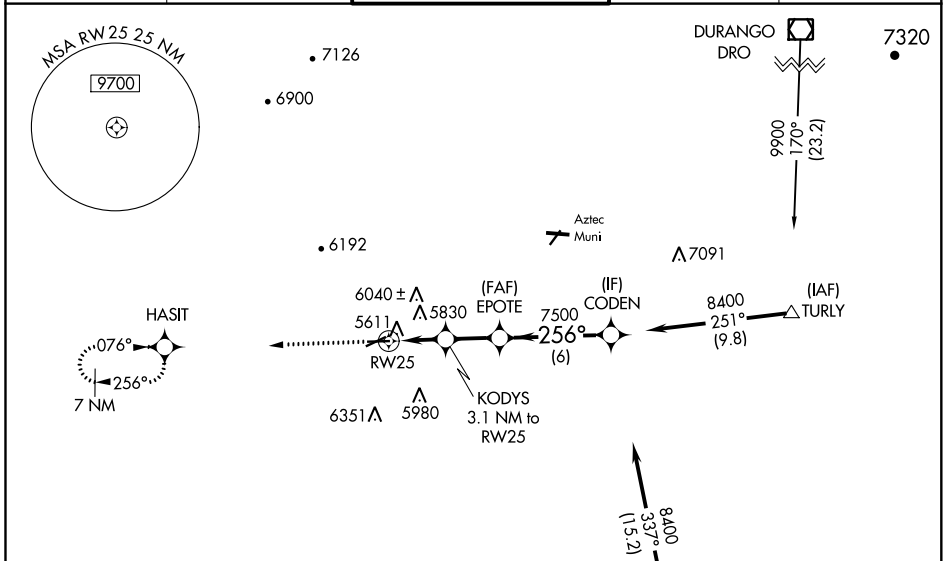 MSA RW25 25 NM
9700
7126
6900
DURANGO
DRO
7320
9900
170°
(23.2)
6192
Aztec
Muni
7091
6040 ±
5830
5611
RW25
(FAF)
EPOTE
7500
256°
(6)
(IF)
CODEN
8400
251°
(9.8)
(IAF)
TURLY
HASIT
076°
256°
7 NM
KODYS
3.1 NM to
RW25
6351
5980
8400
337°
(15.2)